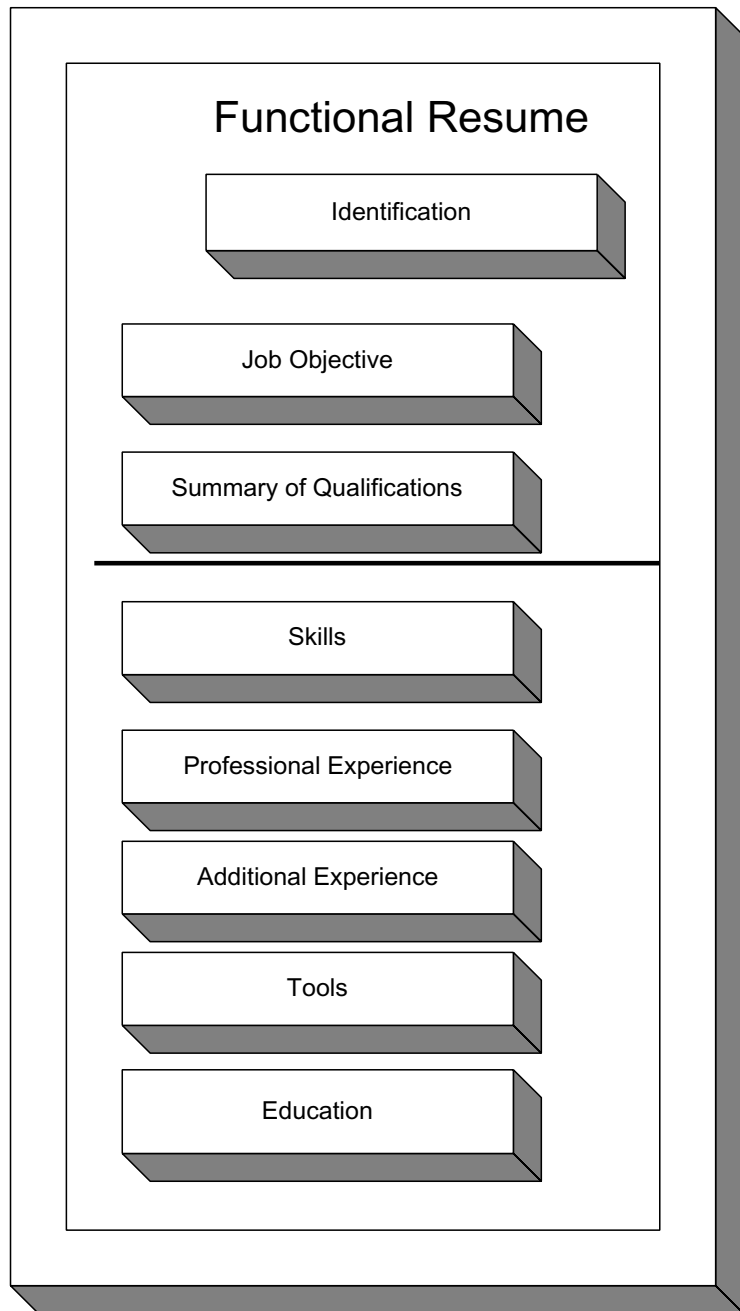 Functional Resume
Identification
Job Objective
Summary of Qualifications
Skills
Professional Experience
Additional Experience
Tools
Education